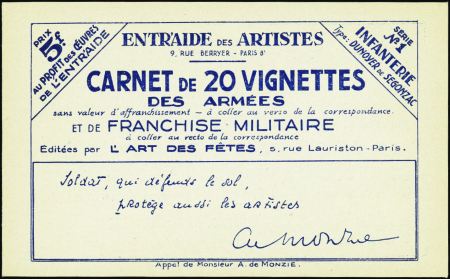 PRIX
5f
AU PROFIT DES ŒUVRES
DE L'ENTRAIDE
ENTRAIDE DES ARTISTES
9, RUE BERRYER - PARIS 8e
SÉRIE
N°1
INFANTERIE
Type: DUNOYER DE SEGONZAC
CARNET DE 20 VIGNETTES
DES ARMÉES
sans valeur d'affranchissement - à coller au verso de la correspondance
ET DE FRANCHISE MILITAIRE
à coller au recto de la correspondance
Éditées par L'ART DES FÊTES, 5, rue Lauriston - Paris.
Soldat, qui défends le sol,
protège aussi les artistes
A de Monzie
Appel de Monsieur A. de MONZIE.